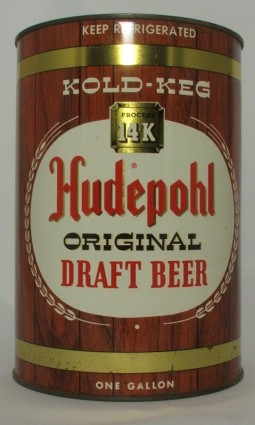 KEEP REFRIGERATED
KOLD-KEG
PROCESS
14K
Hudepohl®
ORIGINAL
DRAFT BEER
ONE GALLON